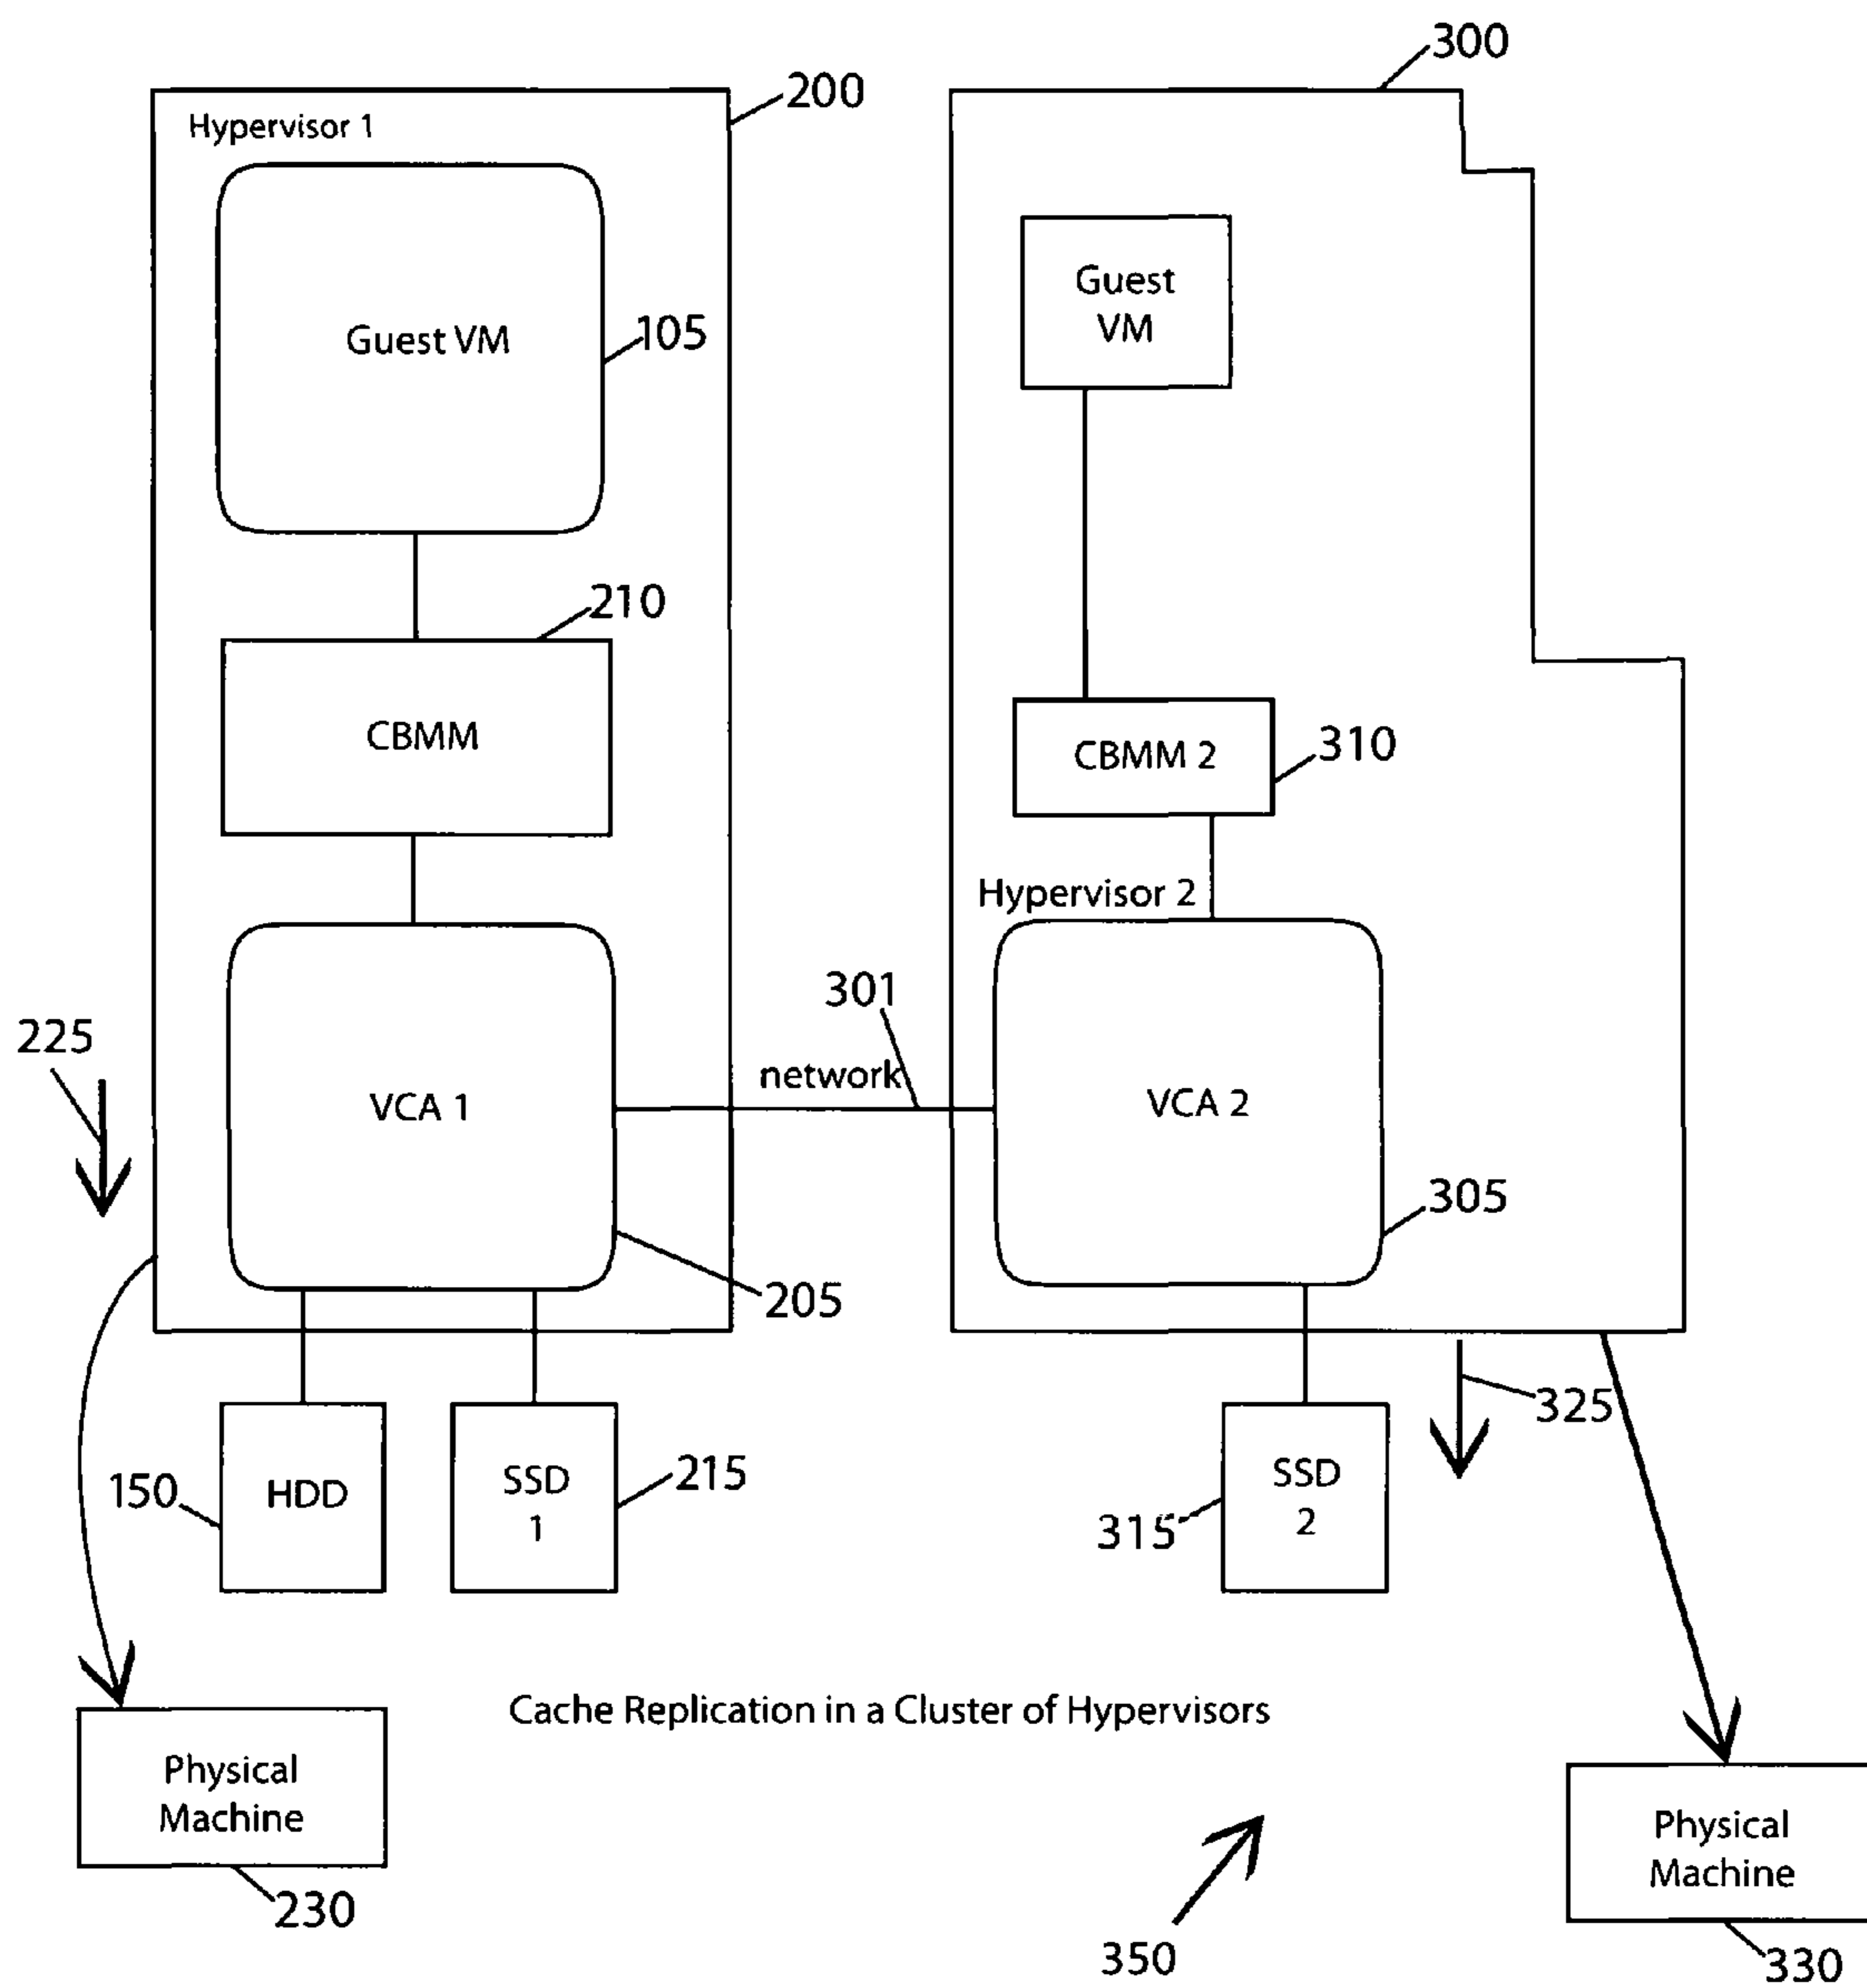 300
200
Hypervisor 1
Guest VM
105
Guest
VM
210
CBMM
CBMM 2
310
Hypervisor 2
301
225
network
VCA 1
VCA 2
305
205
325
150
HDD
SSD
1
215
315
SSD
2
Cache Replication in a Cluster of Hypervisors
Physical
Machine
230
Physical
Machine
350
330